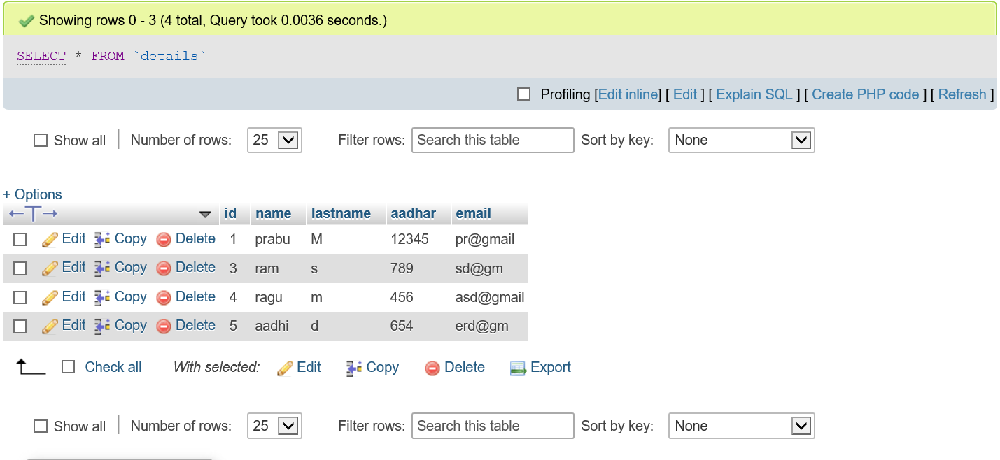 Showing rows 0 - 3 (4 total, Query took 0.0036 seconds.)
SELECT * FROM `details`
Profiling [Edit inline] [ Edit ] [ Explain SQL ] [ Create PHP code ] [ Refresh ]
Show all Number of rows: 25 Filter rows: Search this table Sort by key: None
+ Options
id name lastname aadhar email
Edit Copy Delete 1 prabu M 12345 pr@gmail
Edit Copy Delete 3 ram s 789 sd@gm
Edit Copy Delete 4 ragu m 456 asd@gmail
Edit Copy Delete 5 aadhi d 654 erd@gm
Check all With selected: Edit Copy Delete Export
Show all Number of rows: 25 Filter rows: Search this table Sort by key: None